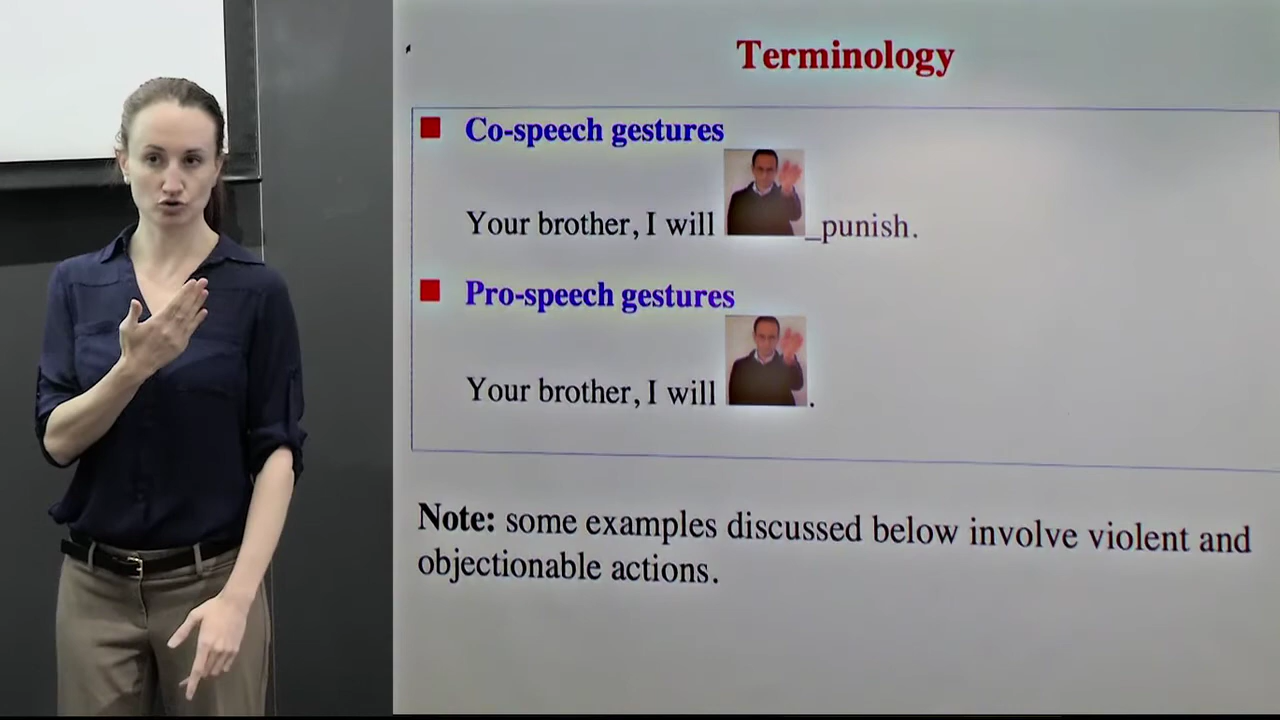 Terminology
Co-speech gestures
Your brother, I will _punish.
Pro-speech gestures
Your brother, I will .
Note: some examples discussed below involve violent and
objectionable actions.